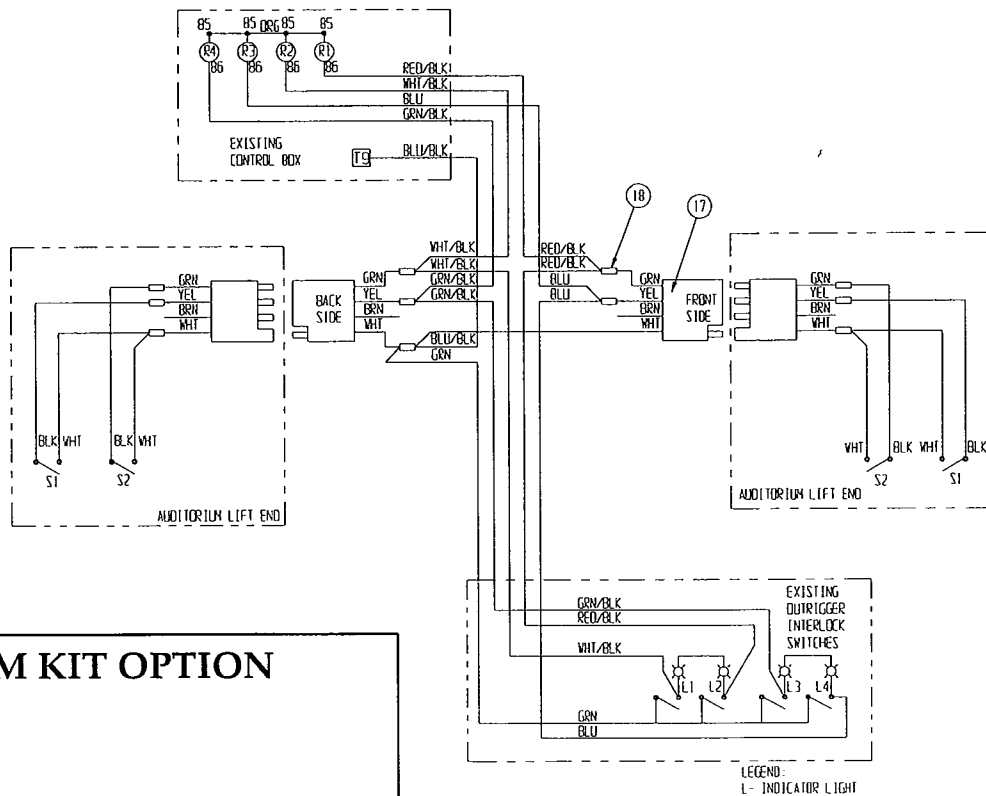 85 85 ORG 85 85
R4 R3 R2 R1
86 86 86 86
RED/BLK
WHT/BLK
BLU
GRN/BLK
EXISTING
CONTROL BOX
T9
BLU/BLK
18
17
WHT/BLK
WHT/BLK
GRN/BLK
GRN/BLK
BLU/BLK
GRN
RED/BLK
RED/BLK
BLU
BLU
GRN
YEL
BRN
WHT
BACK
SIDE
GRN
YEL
BRN
WHT
GRN
YEL
WHT
FRONT
SIDE
GRN
YEL
BRN
WHT
BLK WHT BLK WHT
S1 S2
AUDITORIUM LIFT END
WHT BLK WHT BLK
S2 S1
AUDITORIUM LIFT END
GRN/BLK
RED/BLK
WHT/BLK
EXISTING
OUTRIGGER
INTERLOCK
SWITCHES
L1 L2 L3 L4
GRN
BLU
M KIT OPTION
LEGEND:
L- INDICATOR LIGHT